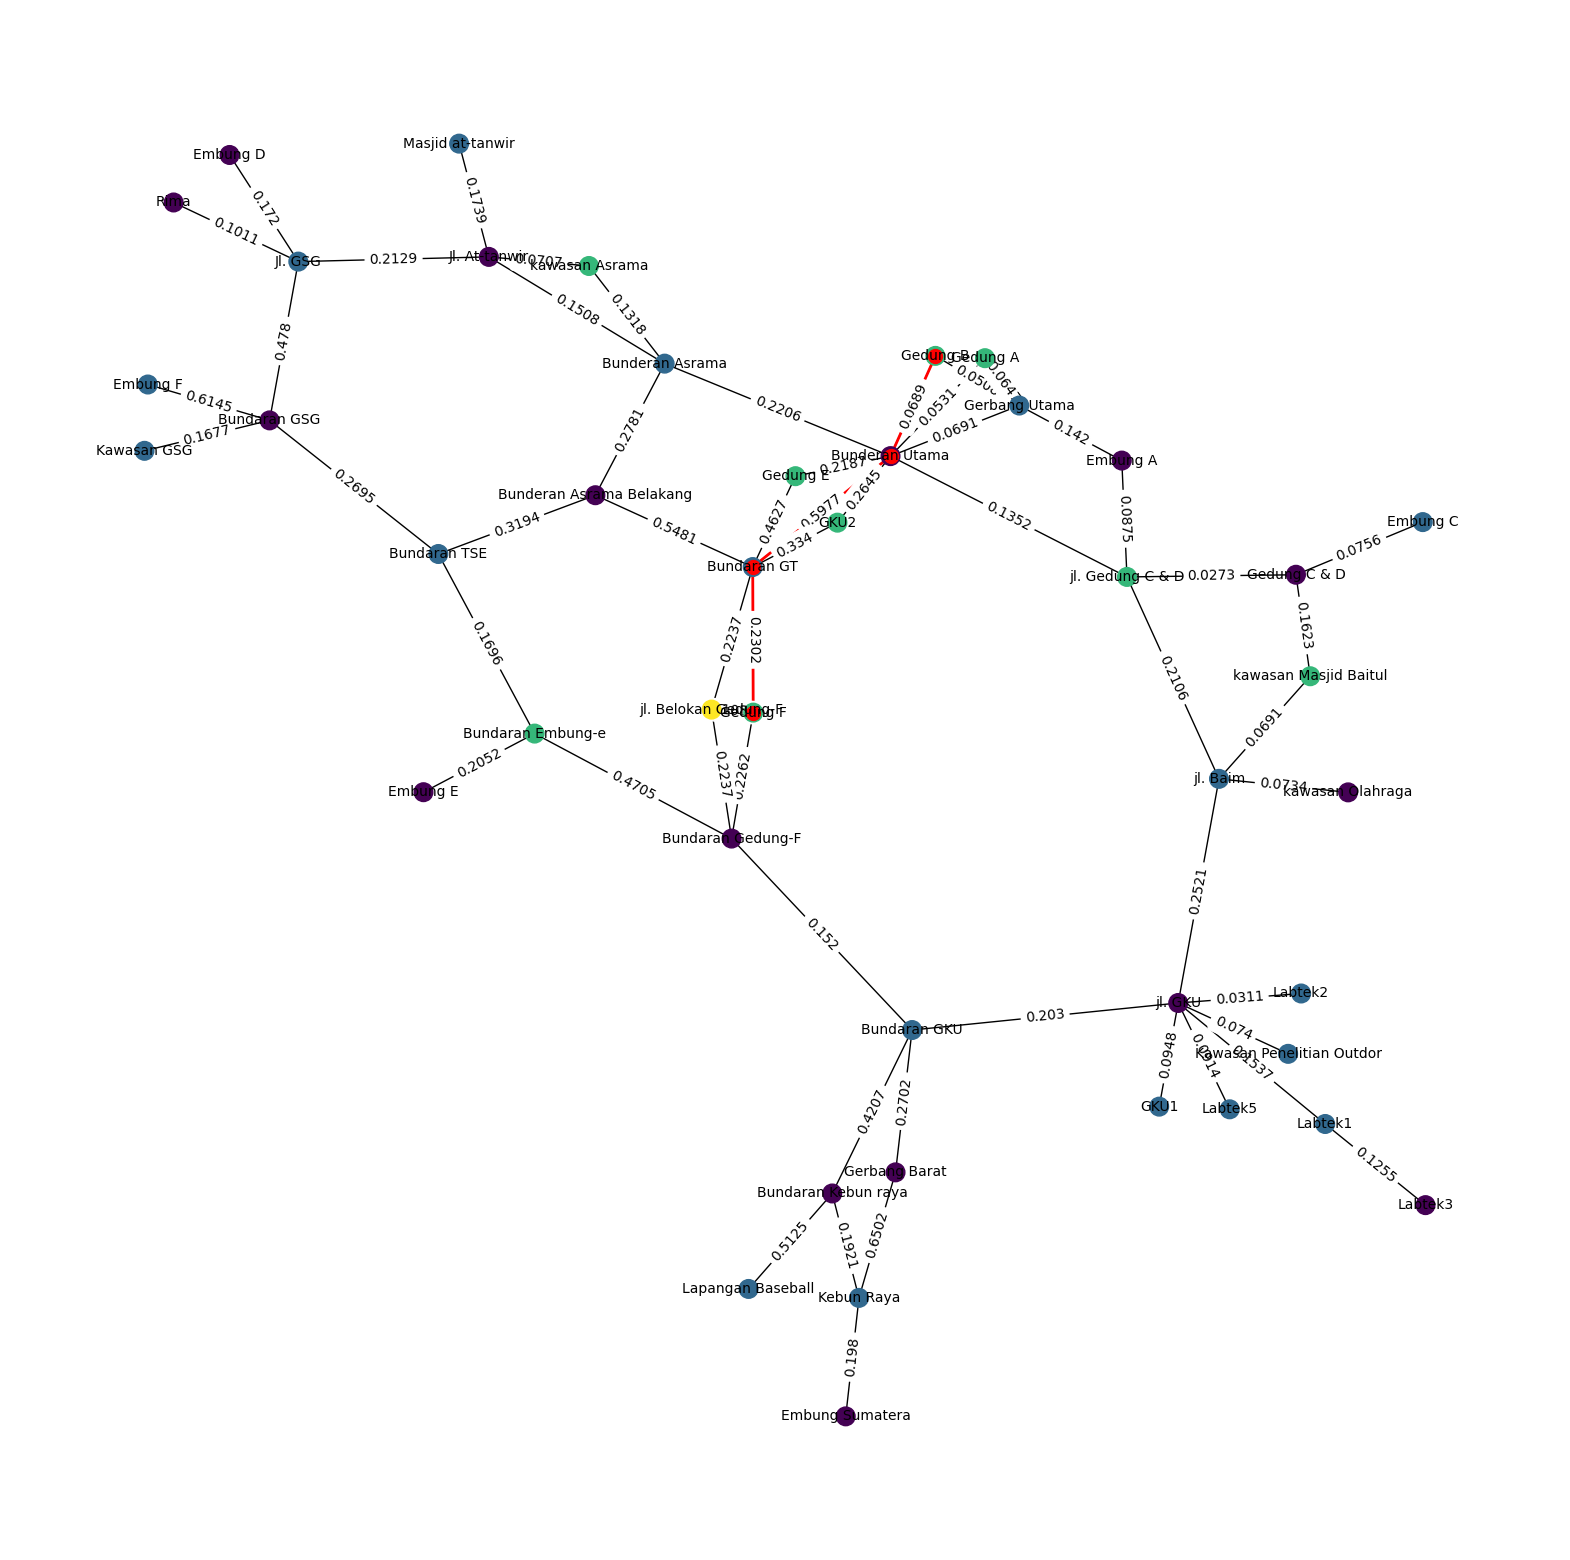 Masjid at-tanwir
Embung D
0.1739
0.172
Rima
0.1011
Jl. GSG
0.2129
Jl. At-tanwir
0.0707
kawasan Asrama
0.1508
0.1318
0.478
Bunderan Asrama
Gedung B
Gedung A
Embung F
0.6145
0.0689
0.0531
Gerbang Utama
0.2206
Bundaran GSG
0.2781
0.0691
0.142
Kawasan GSG
0.1677
Bunderan Utama
Embung A
0.2187
Gedung E
0.2645
0.2695
Bunderan Asrama Belakang
0.5977
0.1352
0.0875
0.3194
0.5481
0.4627
GKU2
Embung C
0.334
0.0756
Bundaran TSE
Bundaran GT
jl. Gedung C & D
0.0273
Gedung C & D
0.1696
0.2237
0.2302
0.2106
0.1623
kawasan Masjid Baitul
jl. Belokan Gedung-F
Gedung F
0.0691
Bundaran Embung-e
0.2052
0.4705
0.2237
0.2262
jl. Baim
0.0734
kawasan Olahraga
Embung E
Bundaran Gedung-F
0.2521
0.152
jl. GKU
0.0311
Labtek2
Bundaran GKU
0.203
0.074
Kawasan Penelitian Outdor
0.0948
0.0914
0.1537
0.4207
0.2702
GKU1
Labtek5
Labtek1
0.1255
Gerbang Barat
Bundaran Kebun raya
Labtek3
0.5125
0.1921
0.6502
Lapangan Baseball
Kebun Raya
0.198
Embung Sumatera